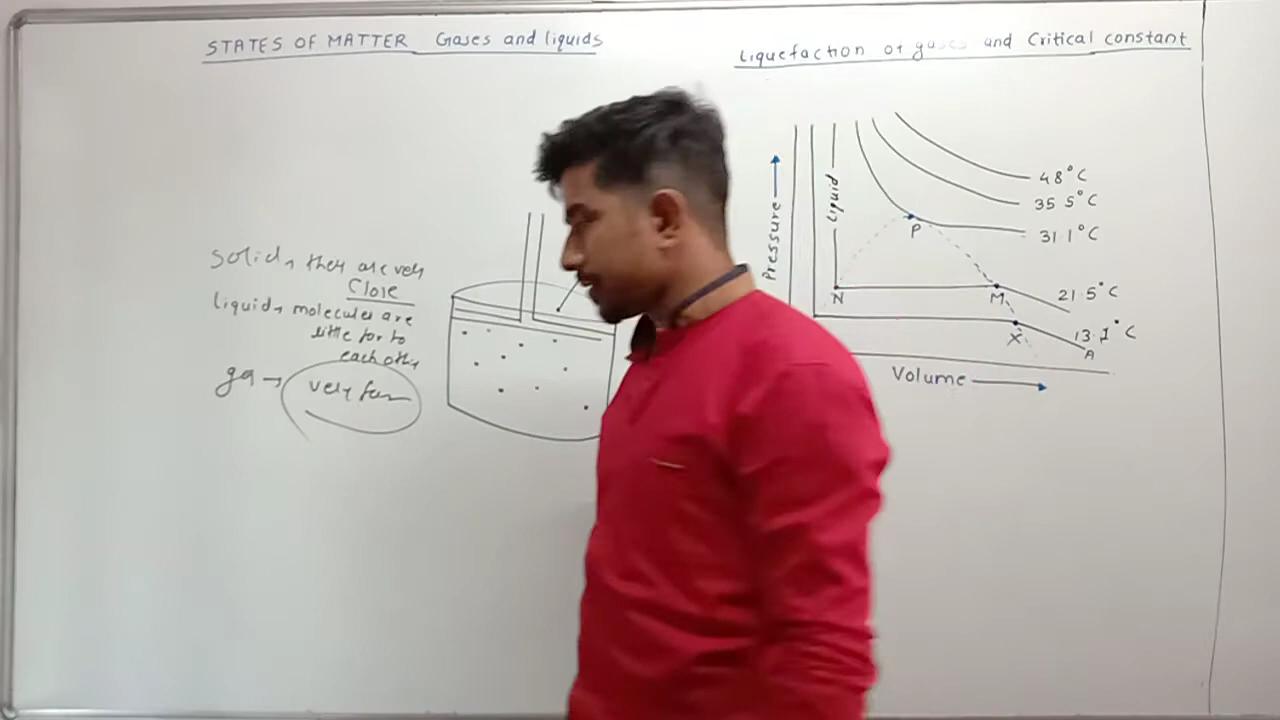 STATES OF MATTER Gases and liquids
Liquefaction of gases and Critical constant
solid → they are very
Close
Liquid → molecules are
little far to
each other
gas → very far
Pressure
Liquid
48°C
35 5°C
31 1°C
21 5°C
13.1°C
P
N
M
X
A
Volume